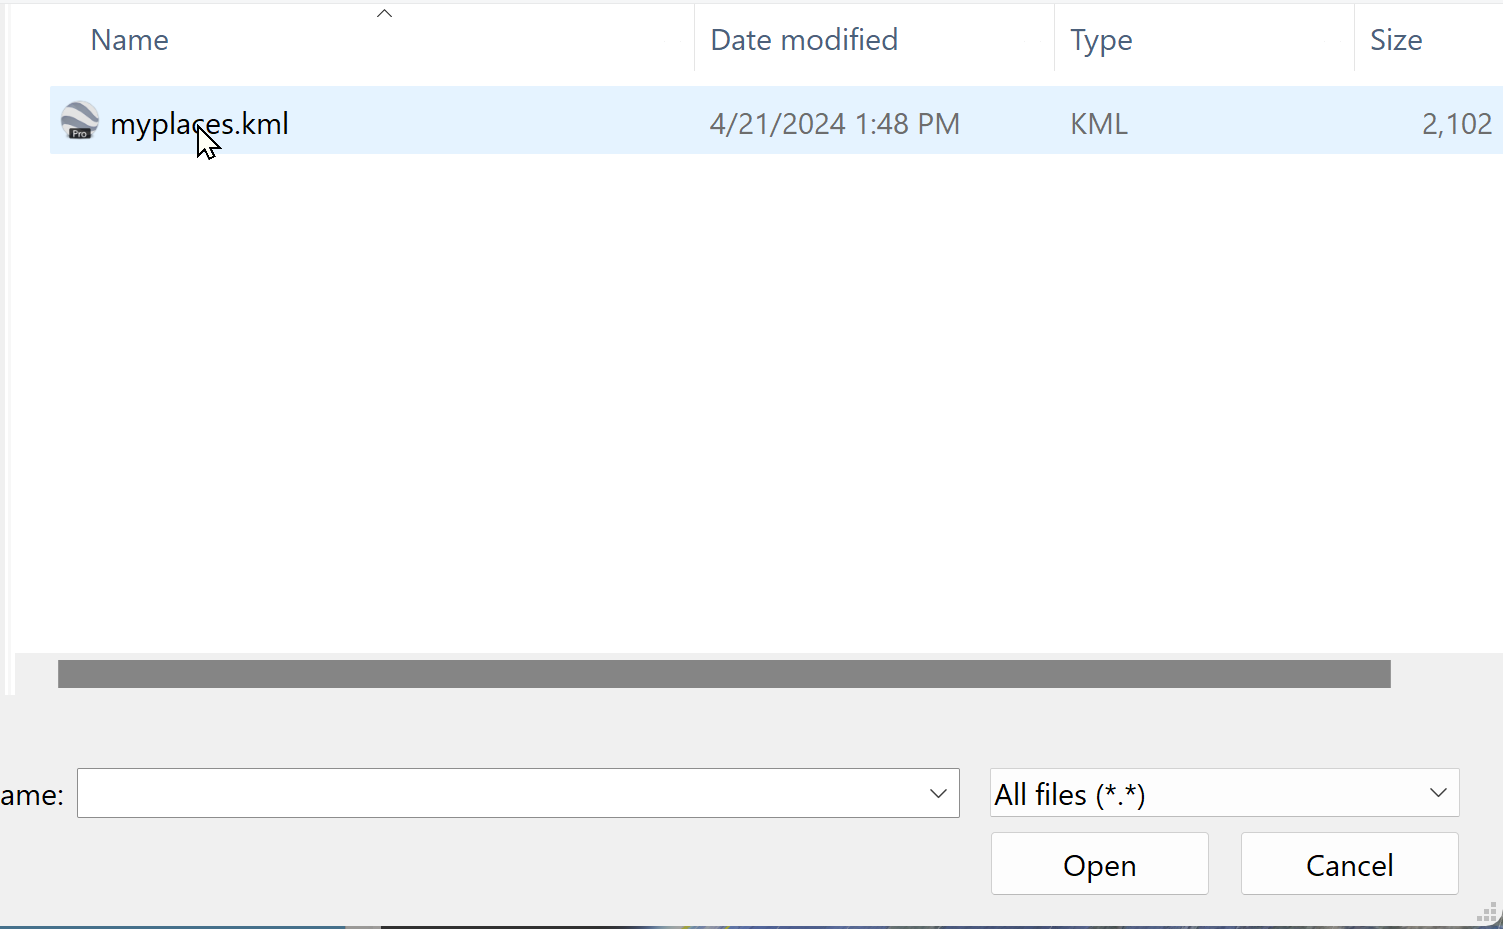 Name Date modified Type Size
Pro myplaces.kml 4/21/2024 1:48 PM KML 2,102
ame: All files (*.*)
Open Cancel